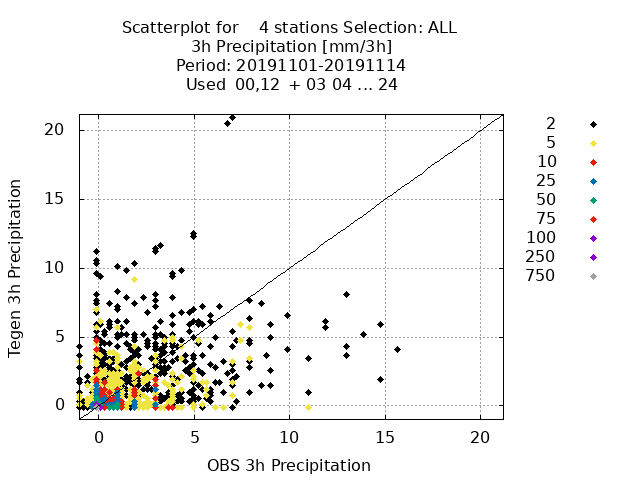 Scatterplot for    4 stations Selection: ALL
3h Precipitation [mm/3h]
Period: 20191101-20191114
Used  00,12  + 03 04 ... 24
20
15
10
5
0
0 5 10 15 20
Tegen 3h Precipitation
OBS 3h Precipitation
2
5
10
25
50
75
100
250
750